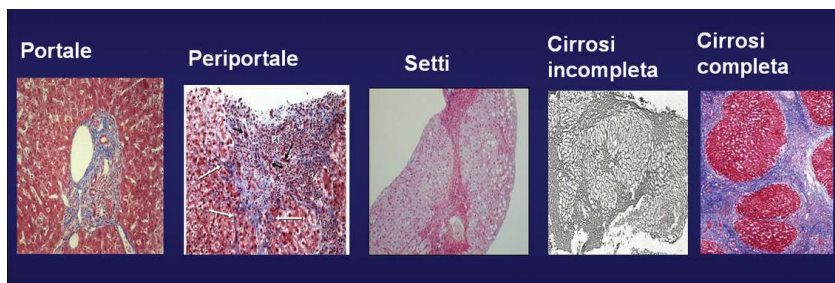 Portale
Periportale
Setti
Cirrosi
incompleta
Cirrosi
completa